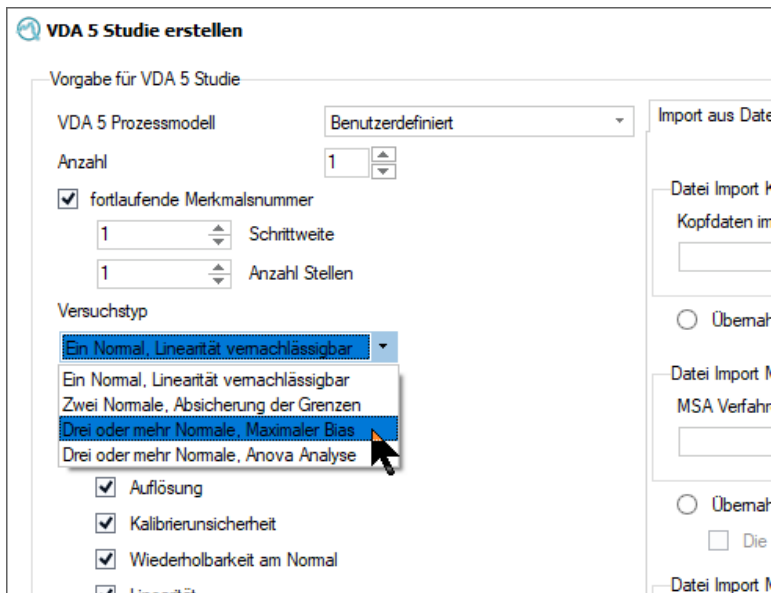 VDA 5 Studie erstellen
Vorgabe für VDA 5 Studie
VDA 5 Prozessmodell Benutzerdefiniert
Anzahl 1
fortlaufende Merkmalsnummer
1 Schrittweite
1 Anzahl Stellen
Versuchstyp
Ein Normal, Linearität vernachlässigbar
Ein Normal, Linearität vernachlässigbar
Zwei Normale, Absicherung der Grenzen
Drei oder mehr Normale, Maximaler Bias
Drei oder mehr Normale, Anova Analyse
Auflösung
Kalibrierunsicherheit
Wiederholbarkeit am Normal
Linearität
Import aus Date
Datei Import K
Kopfdaten im
Übernah
Datei Import M
MSA Verfahr
Übernah
Die
Datei Import M